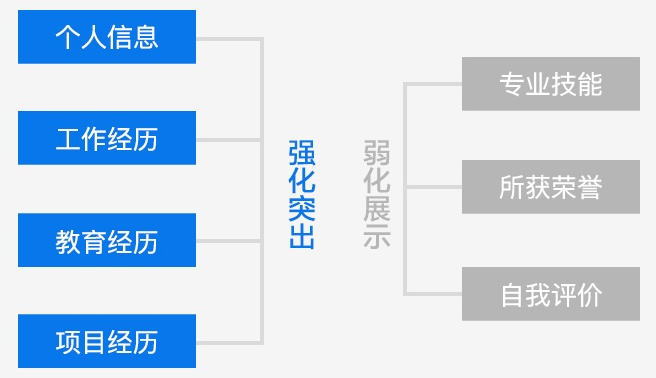 个人信息
工作经历
教育经历
项目经历
强化突出
弱化展示
专业技能
所获荣誉
自我评价